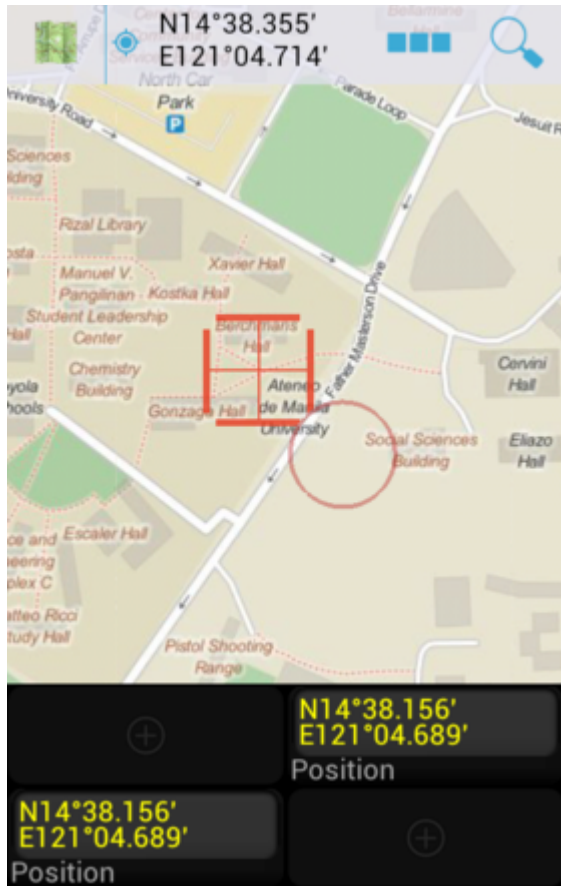 N14°38.355'
E121°04.714'
Bellarmine
Hall
North Car
Park
P
Parade Loop
University Road
Jesuit R
Sciences
Rizal Library
Xavier Hall
Manuel V.
Pangilinan
Student Leadership
Center
Kostka Hall
Berchmans
Hall
Father Masterson Drive
Chemistry
Building
Ateneo
de Manila
University
Gonzaga Hall
Cervini
Hall
Social Sciences
Building
Eliazo
Hall
Escaler Hall
Pistol Shooting
Range
N14°38.156'
E121°04.689'
Position
N14°38.156'
E121°04.689'
Position